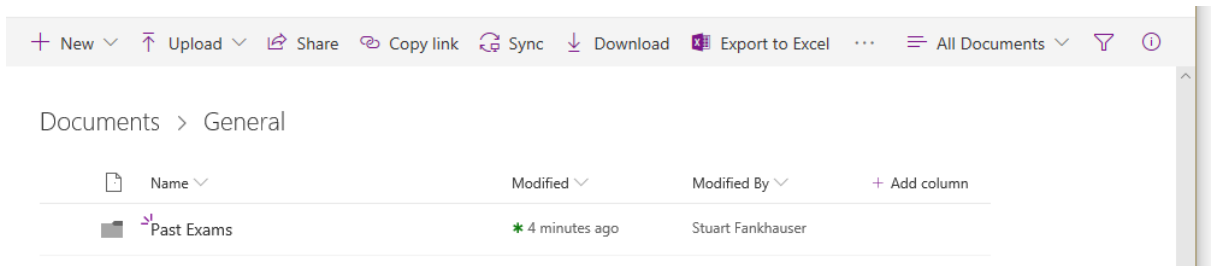 + New Upload Share Copy link Sync Download Export to Excel ... All Documents
Documents > General
Name Modified Modified By + Add column
Past Exams 4 minutes ago Stuart Fankhauser